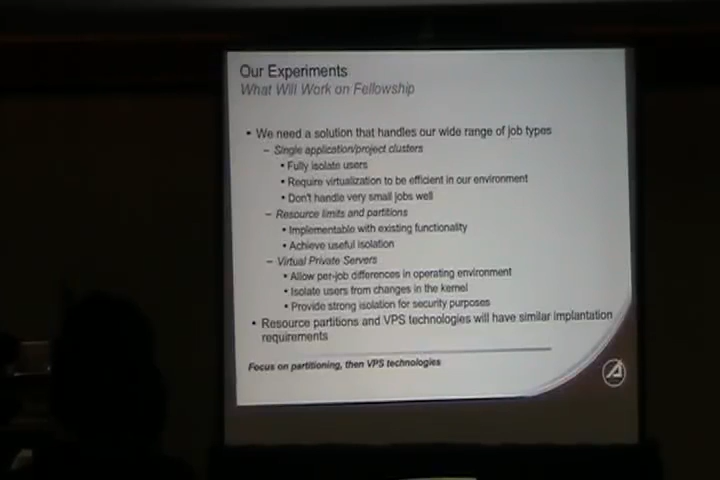 Our Experiments
What Will Work on Fellowship
• We need a solution that handles our wide range of job types
– Single application/project clusters
• Fully isolate users
• Require virtualization to be efficient in our environment
• Don't handle very small jobs well
– Resource limits and partitions
• Implementable with existing functionality
• Achieve useful isolation
– Virtual Private Servers
• Allow per-job differences in operating environment
• Isolate users from changes in the kernel
• Provide strong isolation for security purposes
• Resource partitions and VPS technologies will have similar implantation
requirements
Focus on partitioning, then VPS technologies